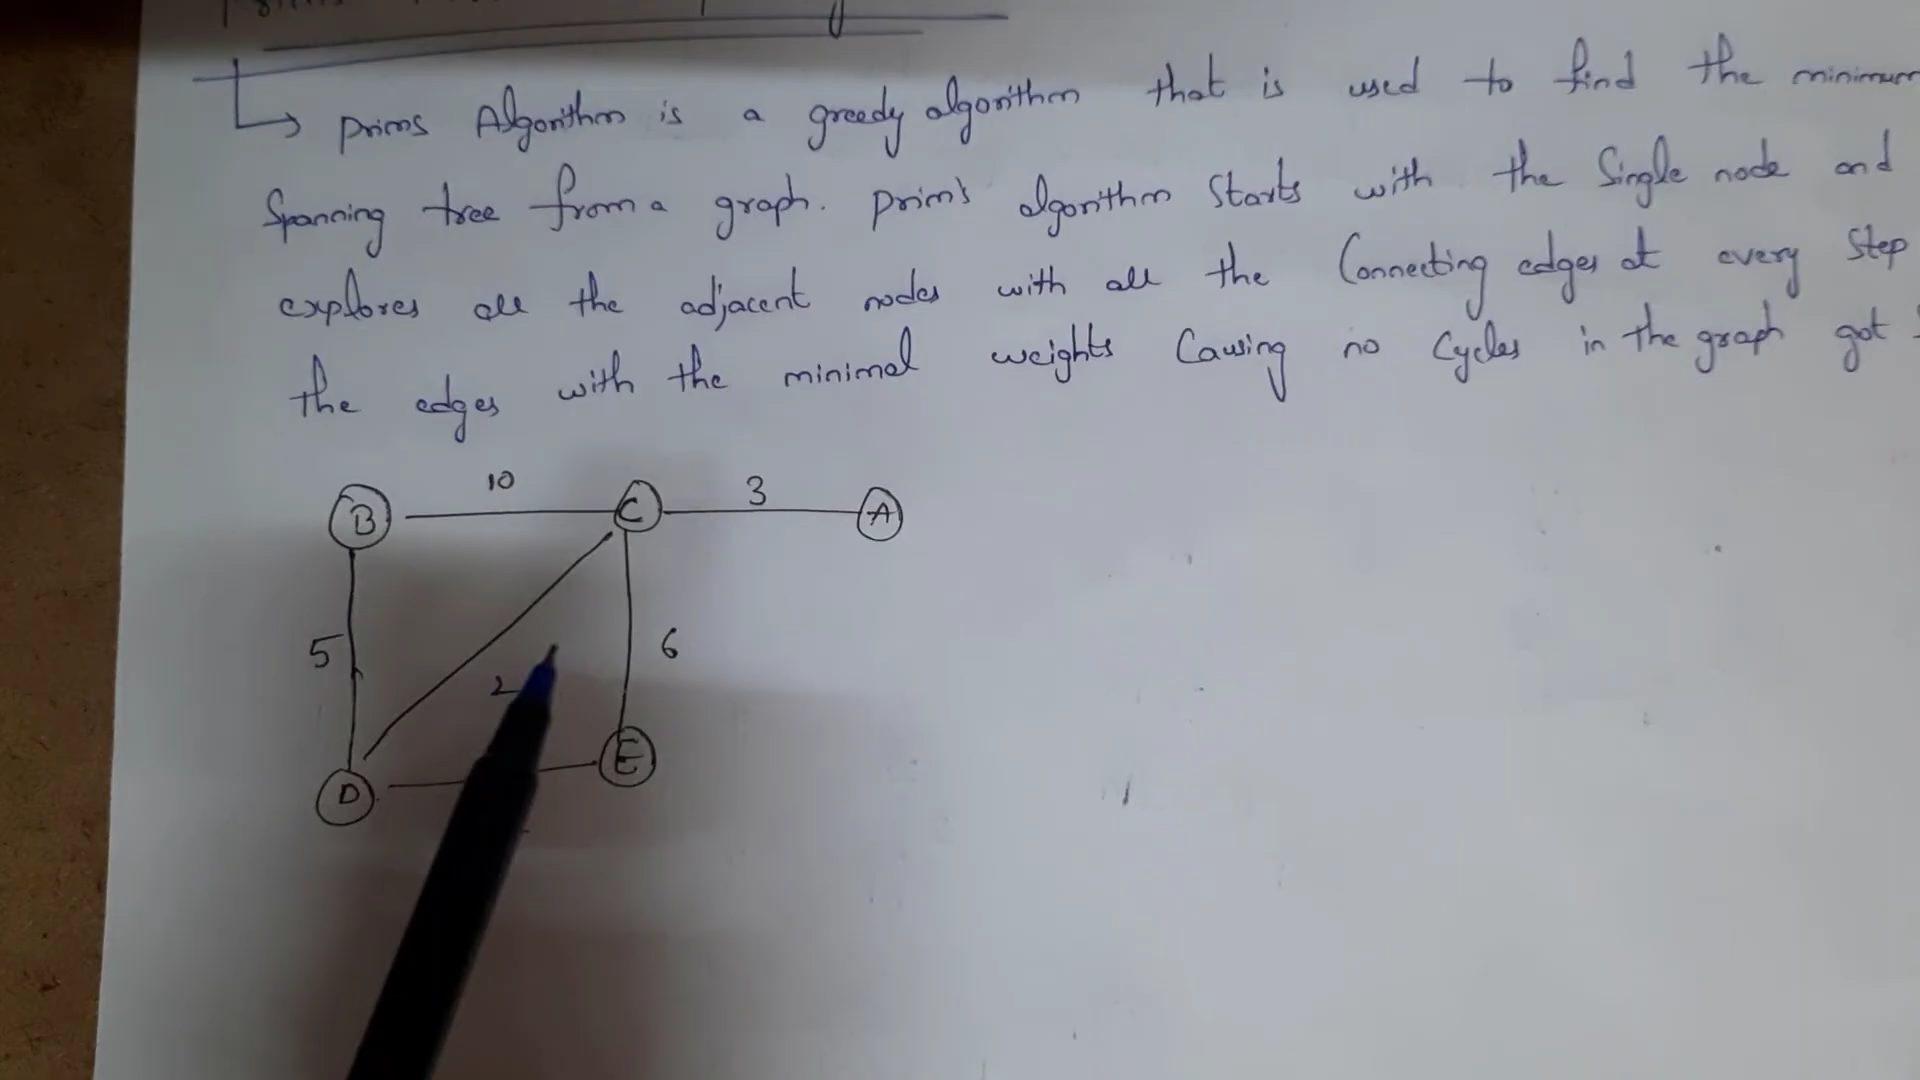 Prims Algorithm is a greedy algorithm that is used to find the minimum
Spanning tree from a graph. Prim's algorithm Starts with the Single node and
explores all the adjacent nodes with all the Connecting edges at every Step
the edges with the minimal weights Causing no Cycles in the graph got
10
3
B
C
A
5
6
2
E
D